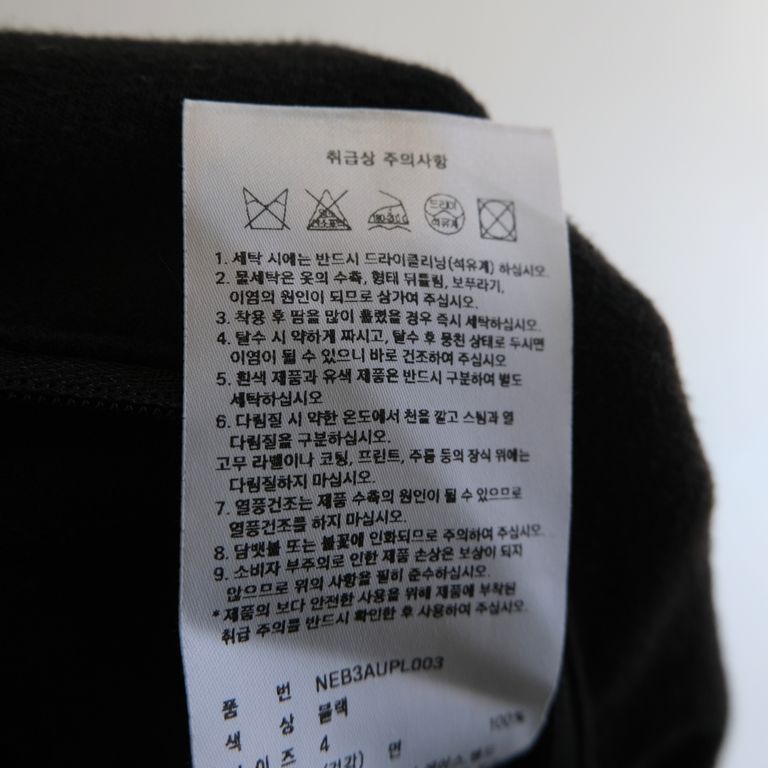 취급상 주의사항
드라이
석유계
1. 세탁 시에는 반드시 드라이클리닝(석유계) 하십시오.
2. 물세탁은 옷의 수축, 형태 뒤틀림, 보푸라기,
이염의 원인이 되므로 삼가여 주십시오.
3. 착용 후 땀을 많이 흘렸을 경우 즉시 세탁하십시오.
4. 탈수 시 약하게 짜시고, 탈수 후 뭉친 상태로 두시면
이염이 될 수 있으니 바로 건조하여 주십시오
5. 흰색 제품과 유색 제품은 반드시 구분하여 별도
세탁하십시오
6. 다림질 시 약한 온도에서 천을 깔고 스팀과 열
다림질을 구분하십시오.
고무 라벨이나 코팅, 프린트, 주름 등의 장식 위에는
다림질하지 마십시오.
7. 열풍건조는 제품 수축의 원인이 될 수 있으므로
열풍건조를 하지 마십시오.
8. 담뱃불 또는 불꽃에 인화되므로 주의하여 주십시오.
9. 소비자 부주의로 인한 제품 손상은 보상이 되지
않으므로 위의 사항을 필히 준수하십시오.
* 제품의 보다 안전한 사용을 위해 제품에 부착된
취급 주의를 반드시 확인한 후 사용하여 주십시오.
품 번 NEB3AUPL003
색 상 블랙
4 100%
(겉감) 면